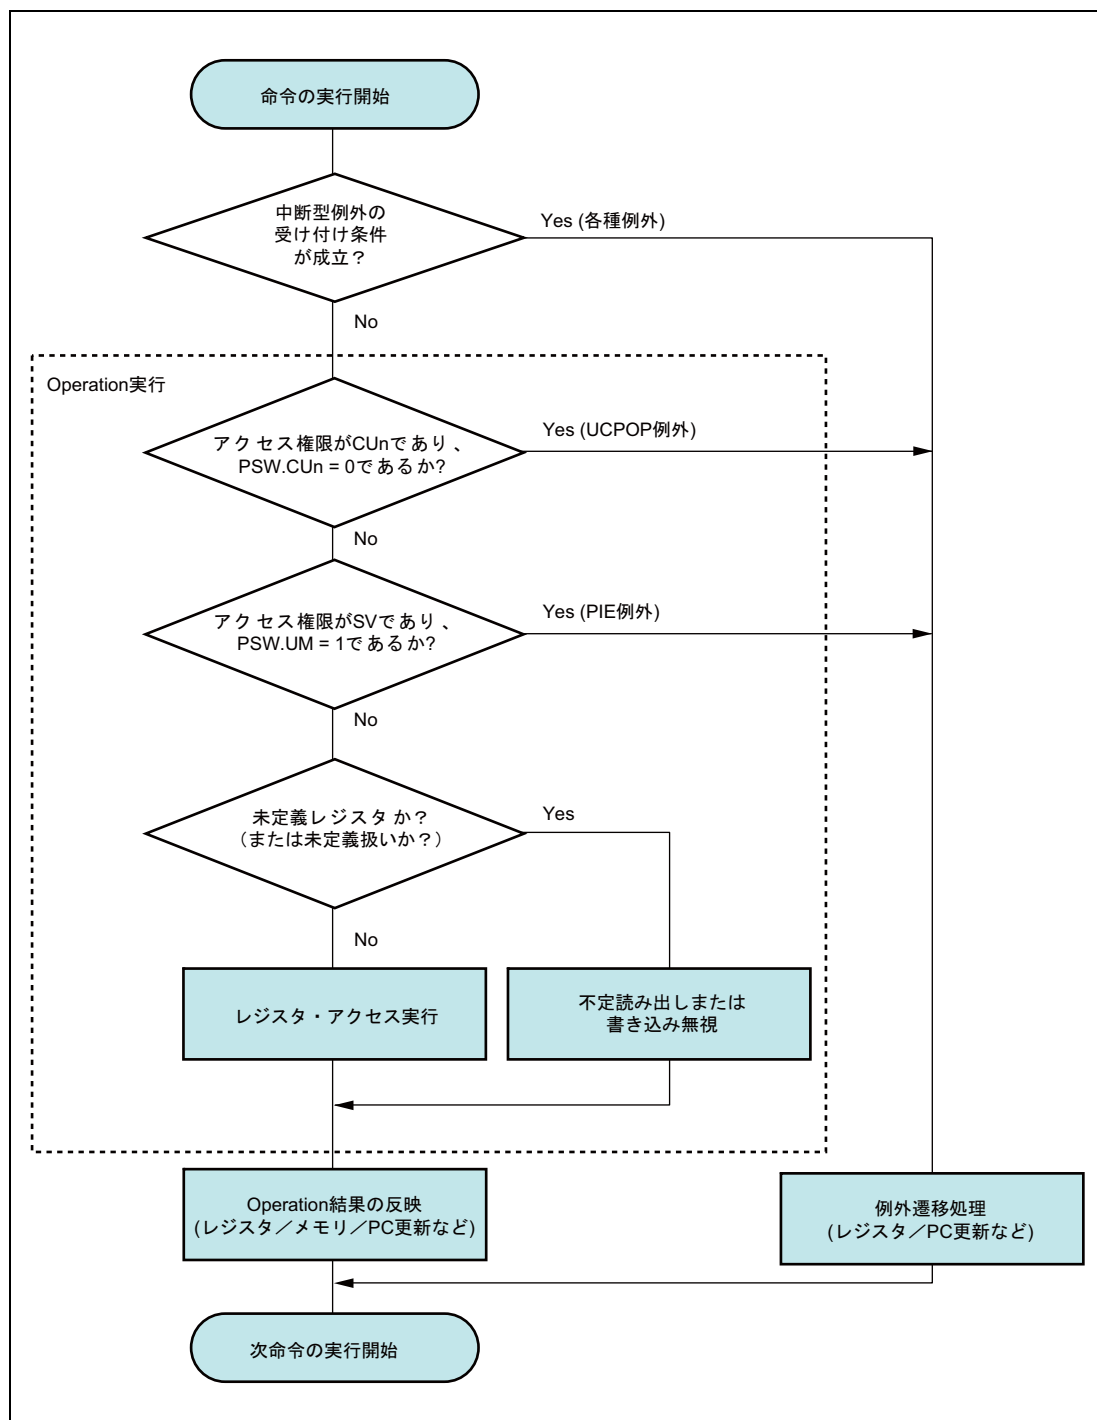 命令の実行開始
中断型例外の
受け付け条件
が成立？
Yes (各種例外)
No
Operation実行
アクセス権限がCUnであり、
PSW.CUn = 0であるか?
Yes (UCPOP例外)
No
アクセス権限がSVであり、
PSW.UM = 1であるか?
Yes (PIE例外)
No
未定義レジスタか？
（または未定義扱いか？）
Yes
No
レジスタ・アクセス実行
不定読み出しまたは
書き込み無視
Operation結果の反映
(レジスタ／メモリ／PC更新など)
例外遷移処理
(レジスタ／PC更新など)
次命令の実行開始